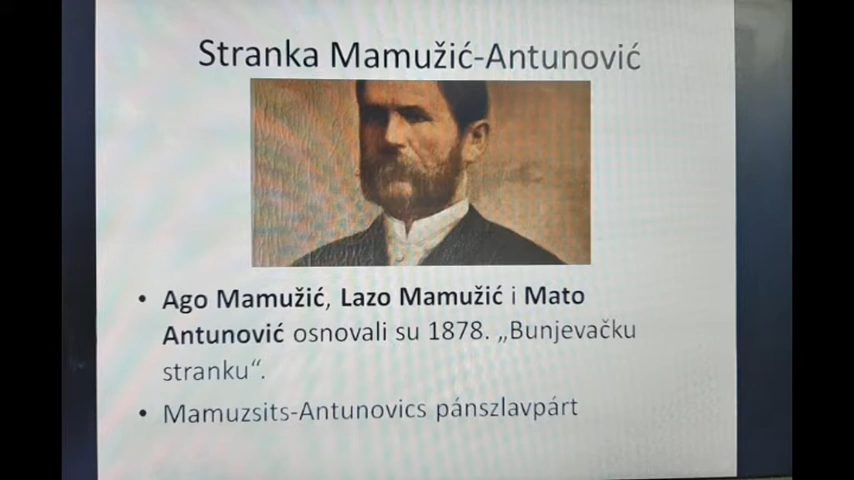 Stranka Mamužić-Antunović
• Ago Mamužić, Lazo Mamužić i Mato
Antunović osnovali su 1878. „Bunjevačku
stranku“.
• Mamuzsits-Antunovics pánszlavpárt